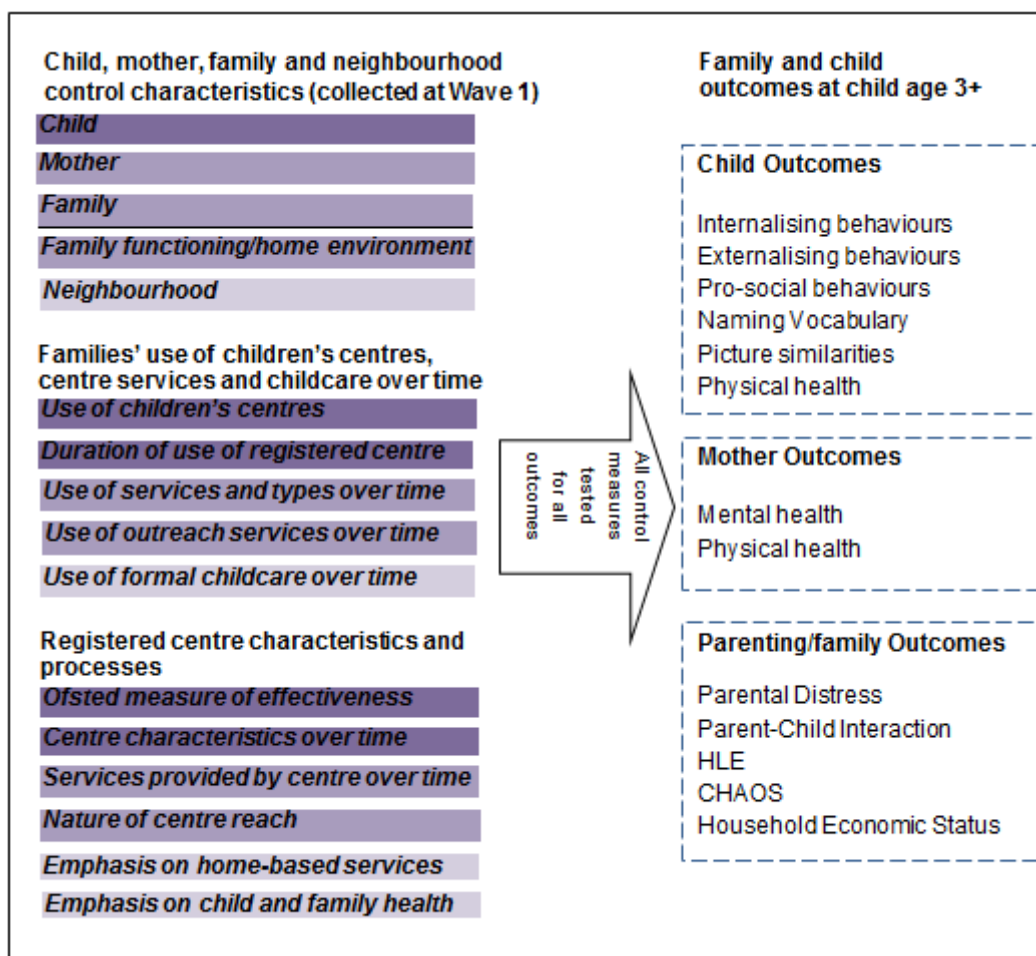 Child, mother, family and neighbourhood
control characteristics (collected at Wave 1)
Child
Mother
Family
Family functioning/home environment
Neighbourhood
Families' use of children's centres,
centre services and childcare over time
Use of children's centres
Duration of use of registered centre
Use of services and types over time
Use of outreach services over time
Use of formal childcare over time
Registered centre characteristics and
processes
Ofsted measure of effectiveness
Centre characteristics over time
Services provided by centre over time
Nature of centre reach
Emphasis on home-based services
Emphasis on child and family health
All control
measures
tested
for all
outcomes
Family and child
outcomes at child age 3+
Child Outcomes
Internalising behaviours
Externalising behaviours
Pro-social behaviours
Naming Vocabulary
Picture similarities
Physical health
Mother Outcomes
Mental health
Physical health
Parenting/family Outcomes
Parental Distress
Parent-Child Interaction
HLE
CHAOS
Household Economic Status